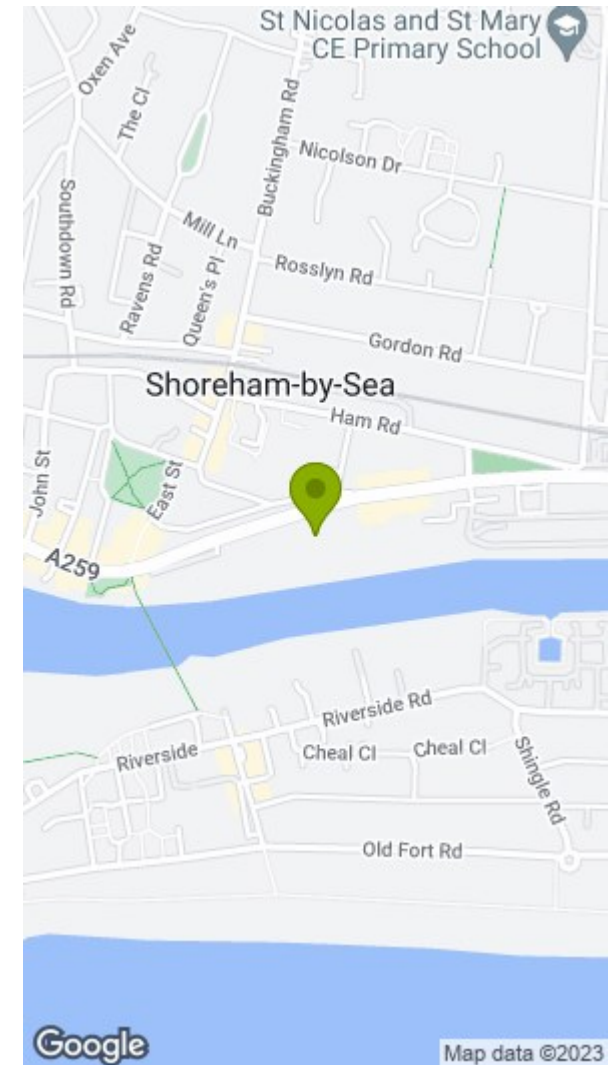 St Nicolas and St Mary
CE Primary School
Oxen Ave
The Cl
Buckingham Rd
Nicolson Dr
Southdown Rd
Mill Ln
Ravens Rd
Queen's Pl
Rosslyn Rd
Gordon Rd
Shoreham-by-Sea
Ham Rd
John St
East St
A259
Riverside Rd
Riverside
Cheal Cl
Cheal Cl
Shingle Rd
Old Fort Rd
Google
Map data ©2023